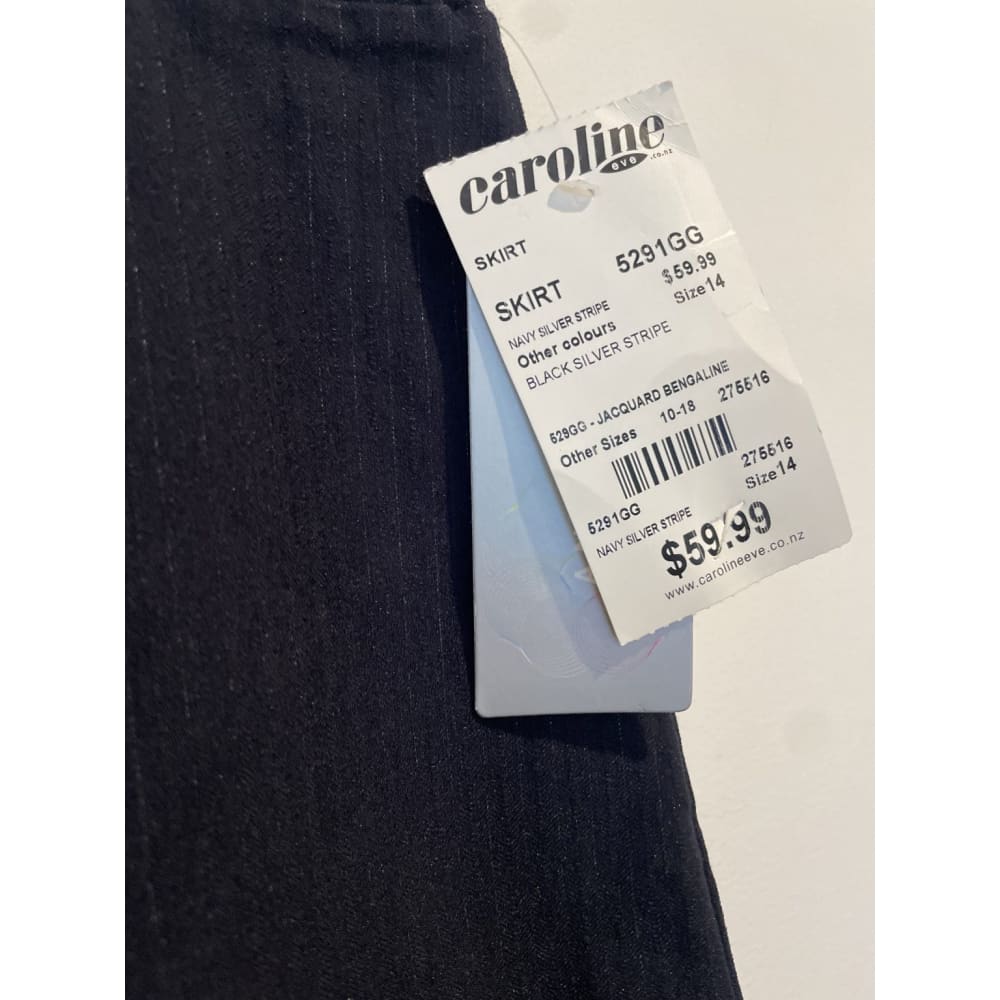 caroline
eve .co.nz
SKIRT 5291GG
SKIRT $59.99
NAVY SILVER STRIPE Size14
Other colours
BLACK SILVER STRIPE
529GG - JACQUARD BENGALINE
Other Sizes 10-18 275516
275516
5291GG Size14
NAVY SILVER STRIPE
$59.99
www.carolineeve.co.nz